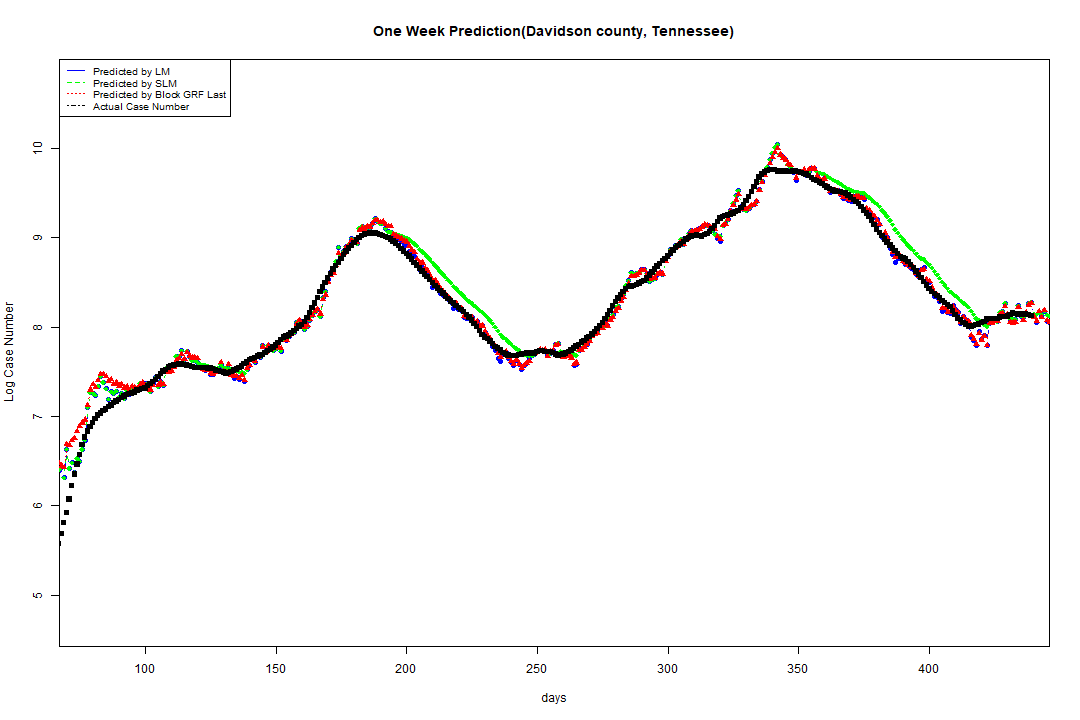 One Week Prediction(Davidson county, Tennessee)
Predicted by LM
Predicted by SLM
Predicted by Block GRF Last
Actual Case Number
Log Case Number
10
9
8
7
6
5
100 150 200 250 300 350 400
days